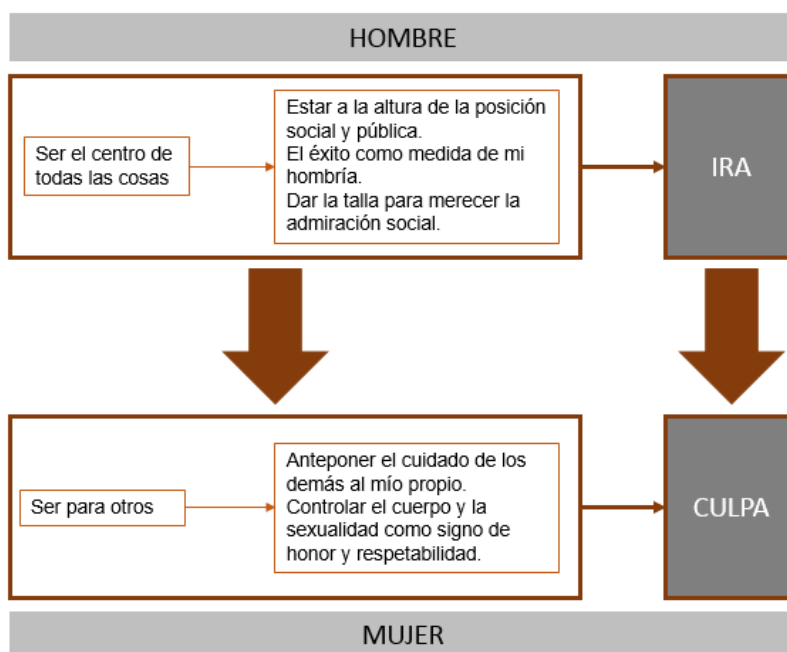 HOMBRE
Ser el centro de
todas las cosas
Estar a la altura de la posición
social y pública.
El éxito como medida de mi
hombría.
Dar la talla para merecer la
admiración social.
IRA
Ser para otros
Anteponer el cuidado de los
demás al mío propio.
Controlar el cuerpo y la
sexualidad como signo de
honor y respetabilidad.
CULPA
MUJER